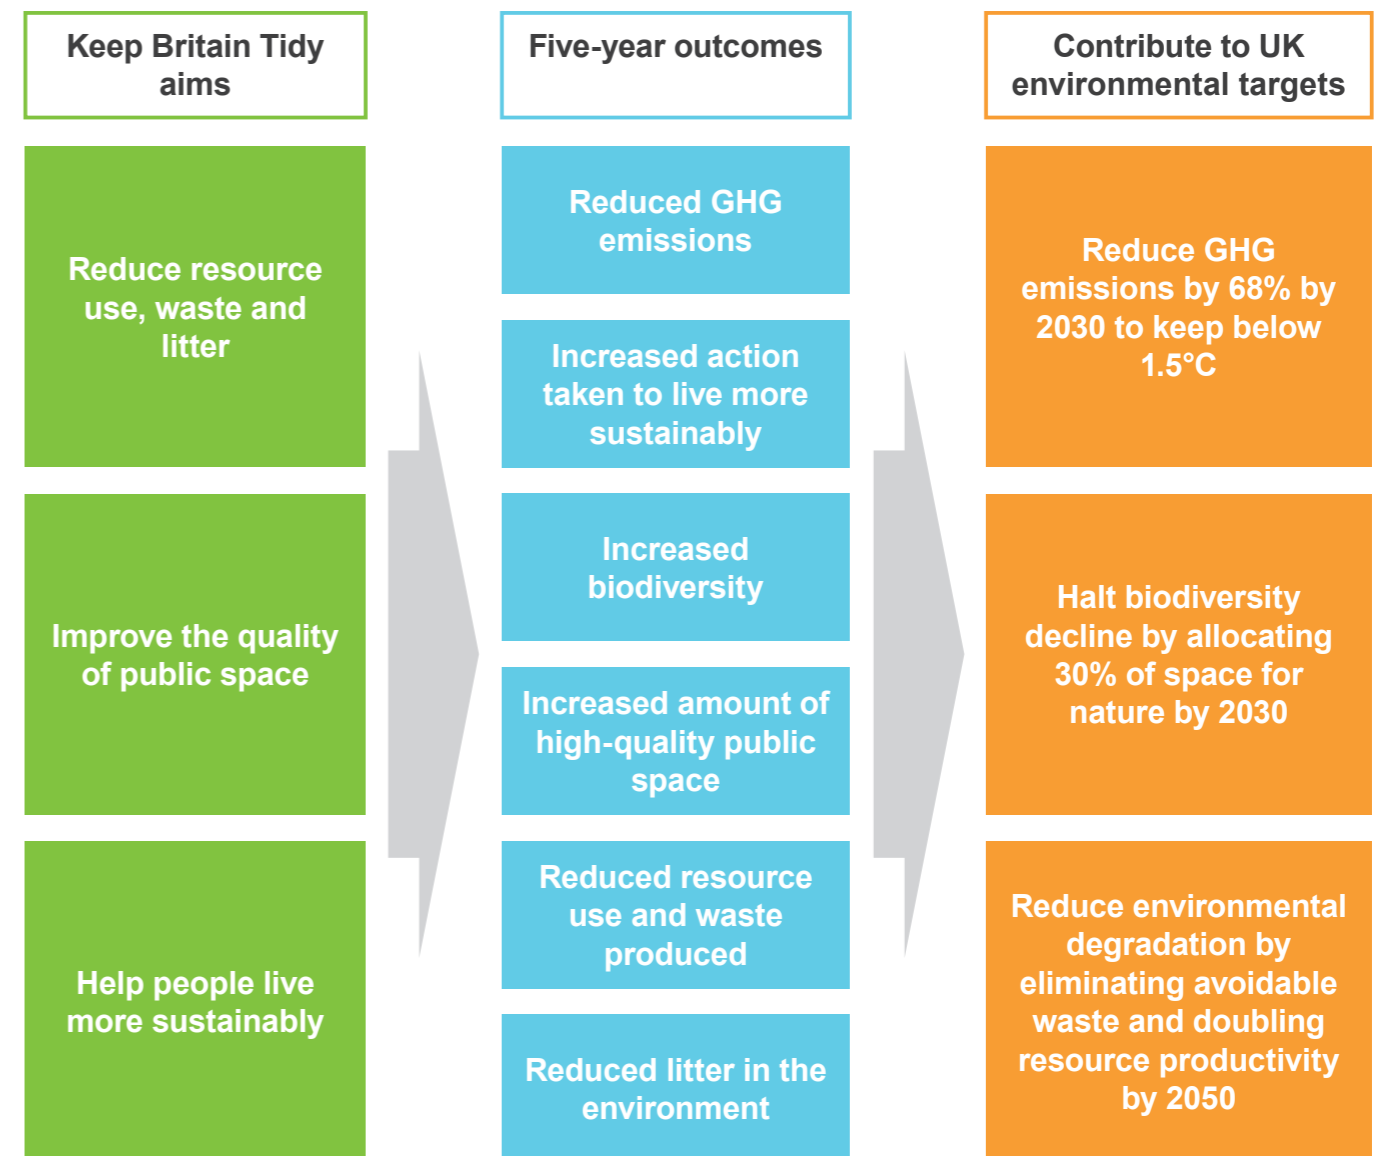 Keep Britain Tidy
aims
Reduce resource
use, waste and
litter
Improve the quality
of public space
Help people live
more sustainably
Five-year outcomes
Reduced GHG
emissions
Increased action
taken to live more
sustainably
Increased
biodiversity
Increased amount of
high-quality public
space
Reduced resource
use and waste
produced
Reduced litter in the
environment
Contribute to UK
environmental targets
Reduce GHG
emissions by 68% by
2030 to keep below
1.5°C
Halt biodiversity
decline by allocating
30% of space for
nature by 2030
Reduce environmental
degradation by
eliminating avoidable
waste and doubling
resource productivity
by 2050